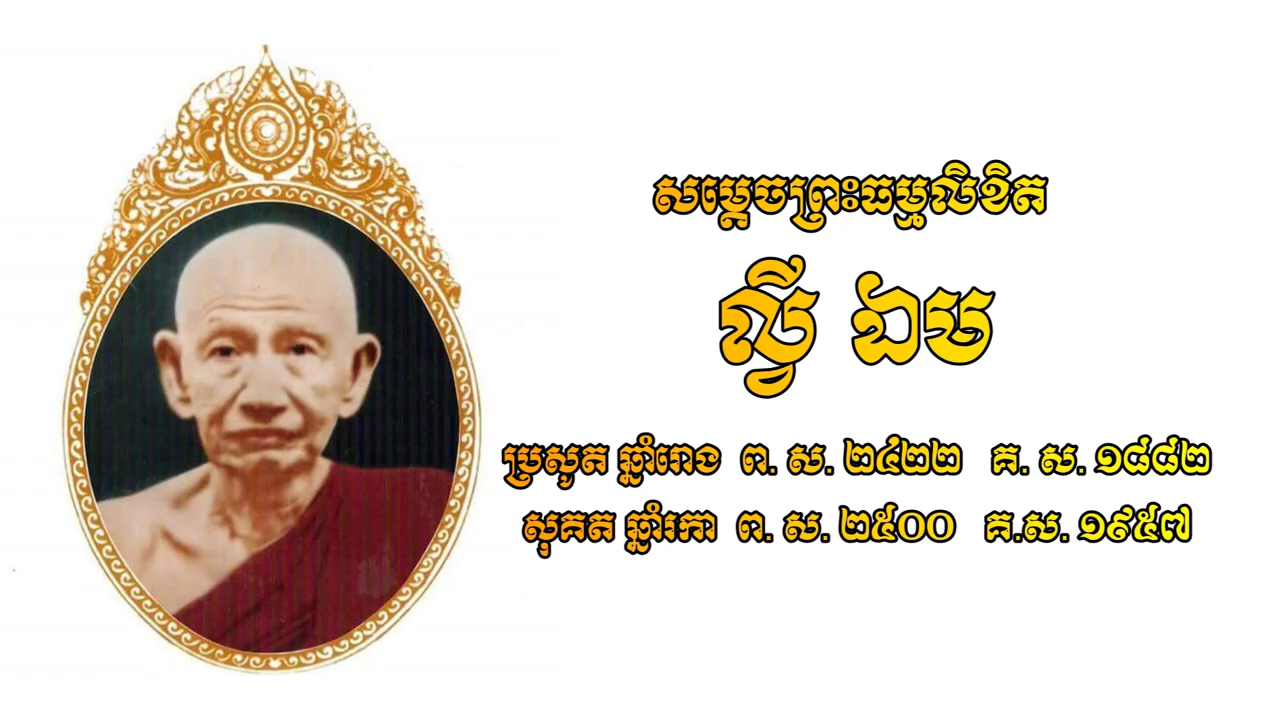 សម្តេចព្រះធម្មលិខិត
ល្វី ឯម
ប្រសូត ឆ្នាំរោង ព. ស. ២៤២២ គ. ស. ១៨៨២
សុគត ឆ្នាំរកា ព. ស. ២៥០០ គ.ស. ១៩៥៧